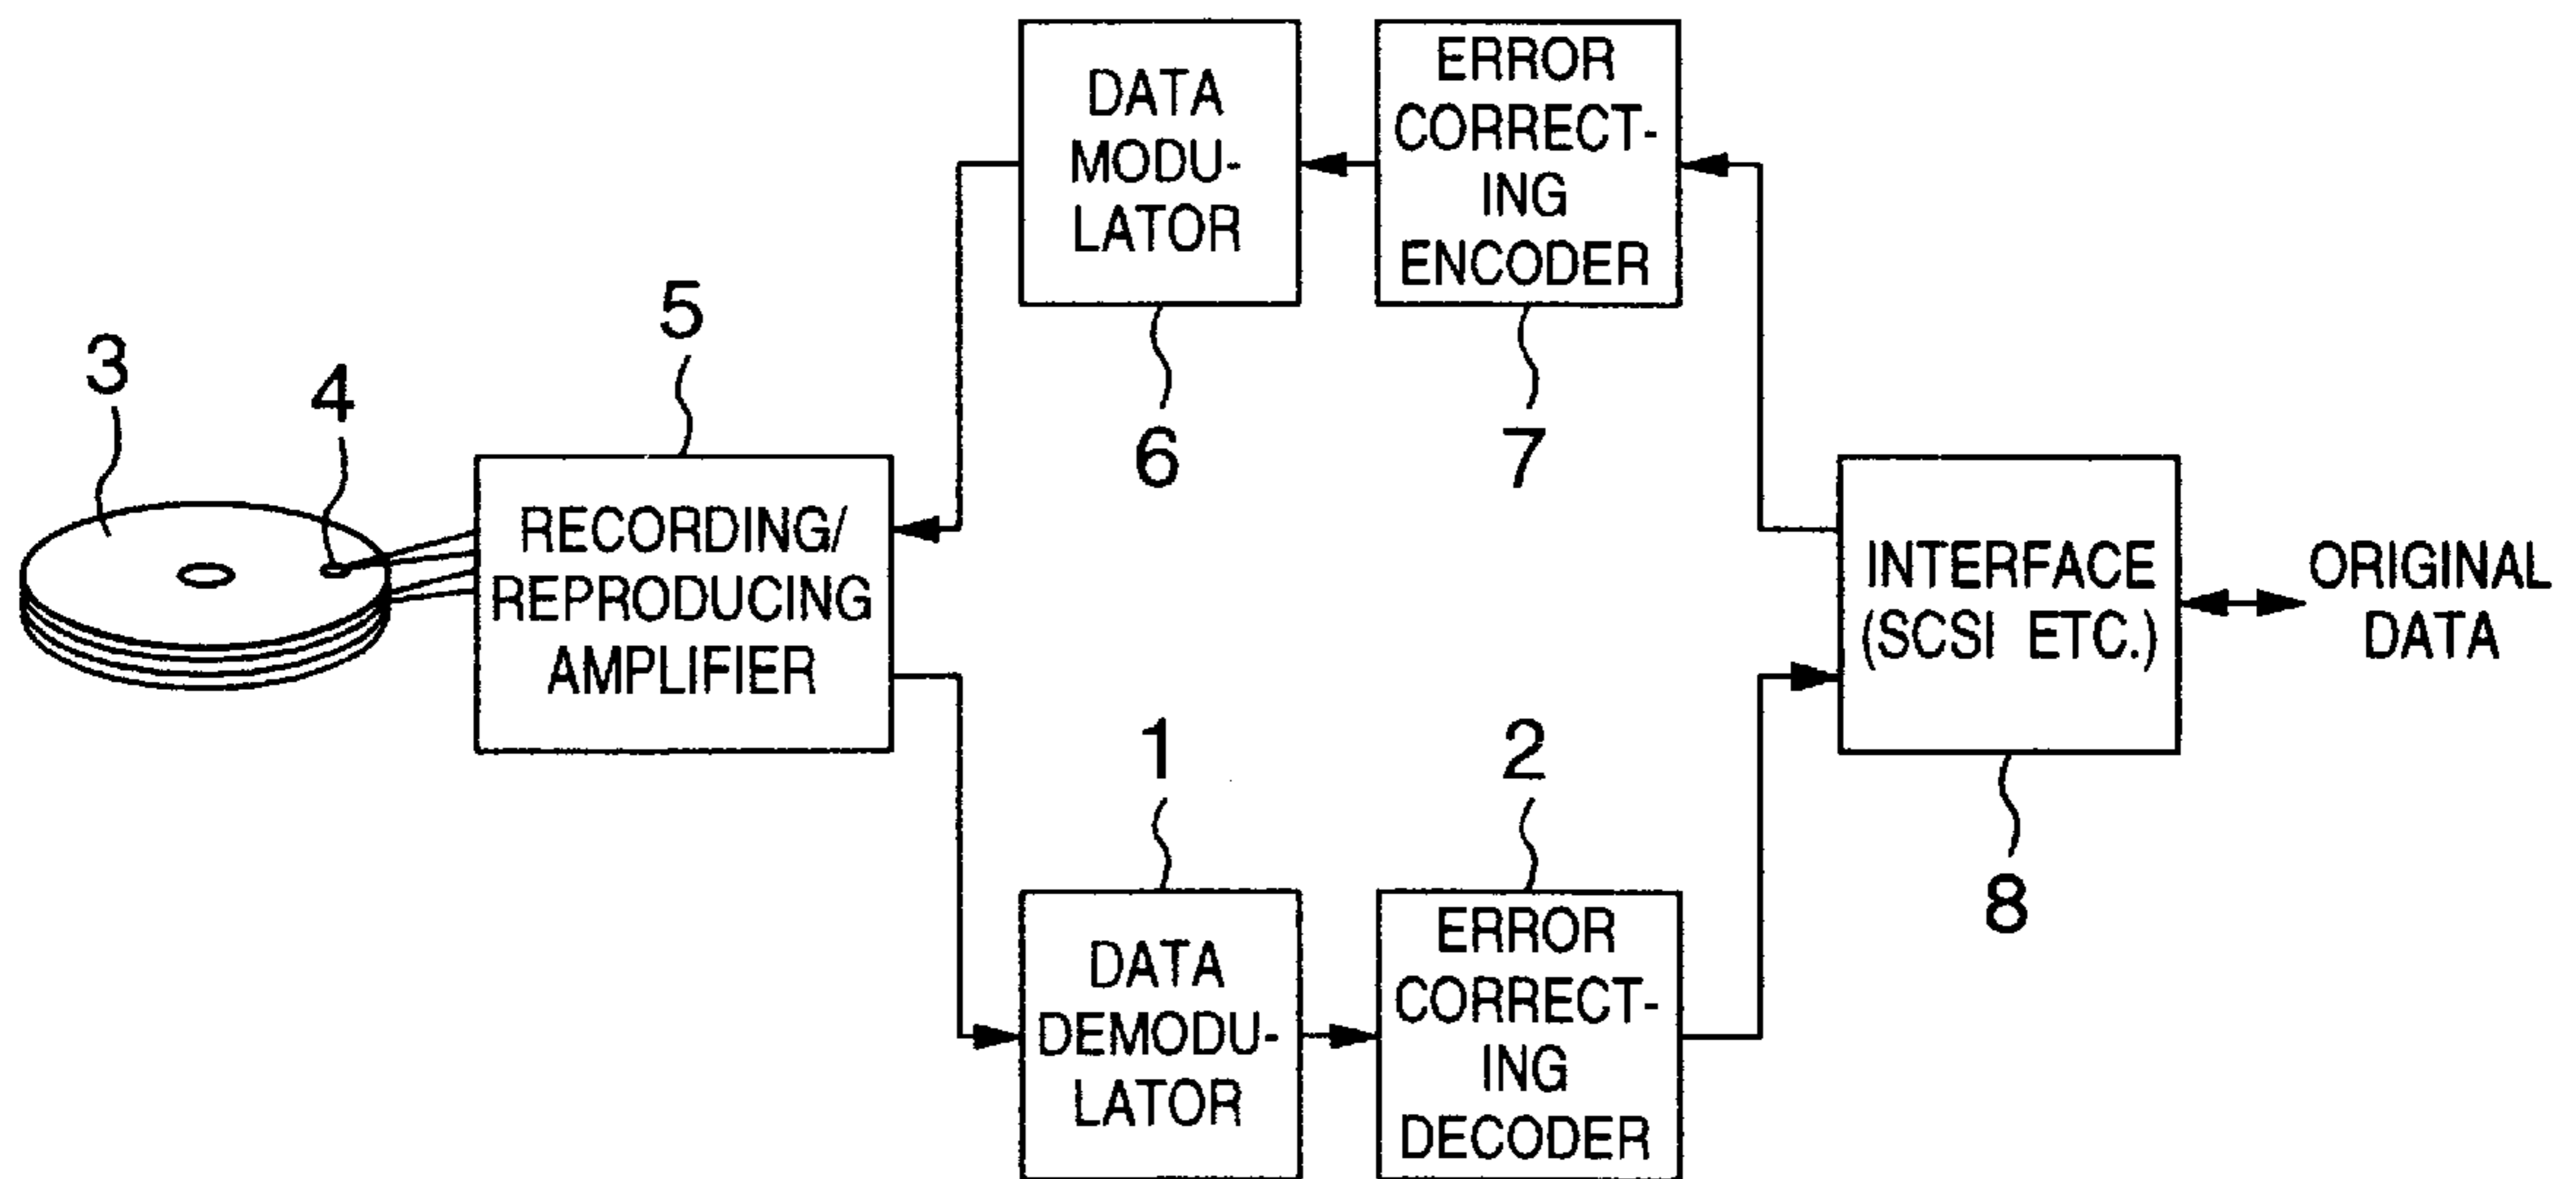 DATA
MODU-
LATOR
ERROR
CORRECT-
ING
ENCODER
6
7
3
4
5
RECORDING/
REPRODUCING
AMPLIFIER
INTERFACE
(SCSI ETC.)
ORIGINAL
DATA
8
1
2
DATA
DEMODU-
LATOR
ERROR
CORRECT-
ING
DECODER